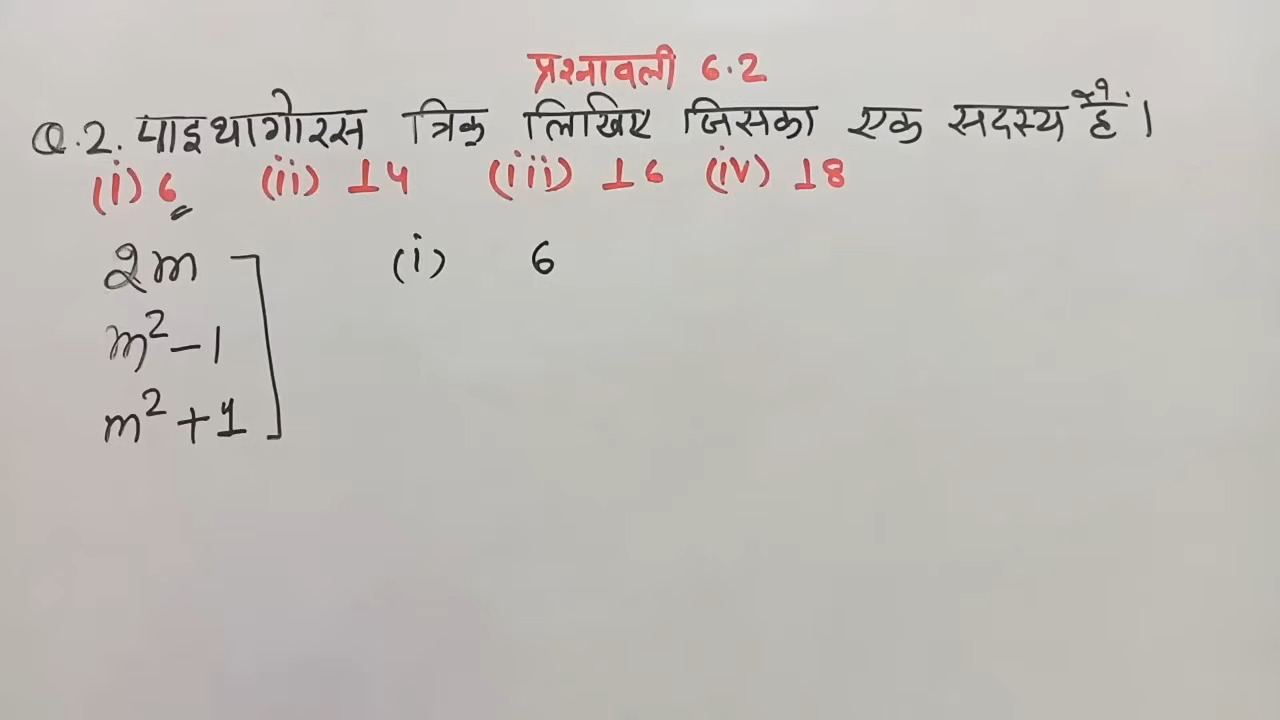 प्रश्नावली 6.2
Q.2. पाइथागोरस त्रिक लिखिए जिसका एक सदस्य है।
(i) 6 (ii) 14 (iii) 16 (iv) 18
2m (i) 6
m² - 1
m² + 1